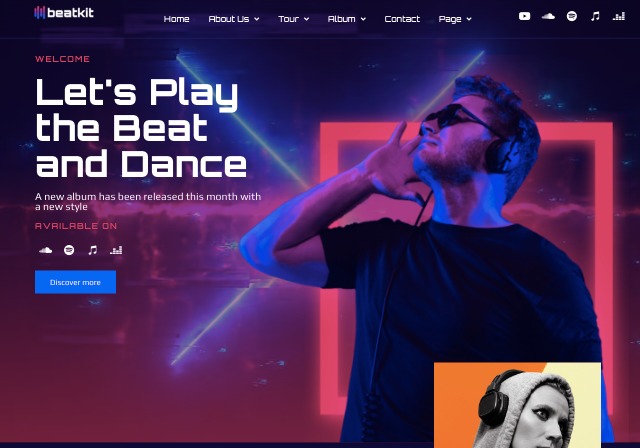 beatkit
Home About Us Tour Album Contact Page
WELCOME
Let's Play
the Beat
and Dance
A new album has been released this month with
a new style
AVAILABLE ON
Discover more